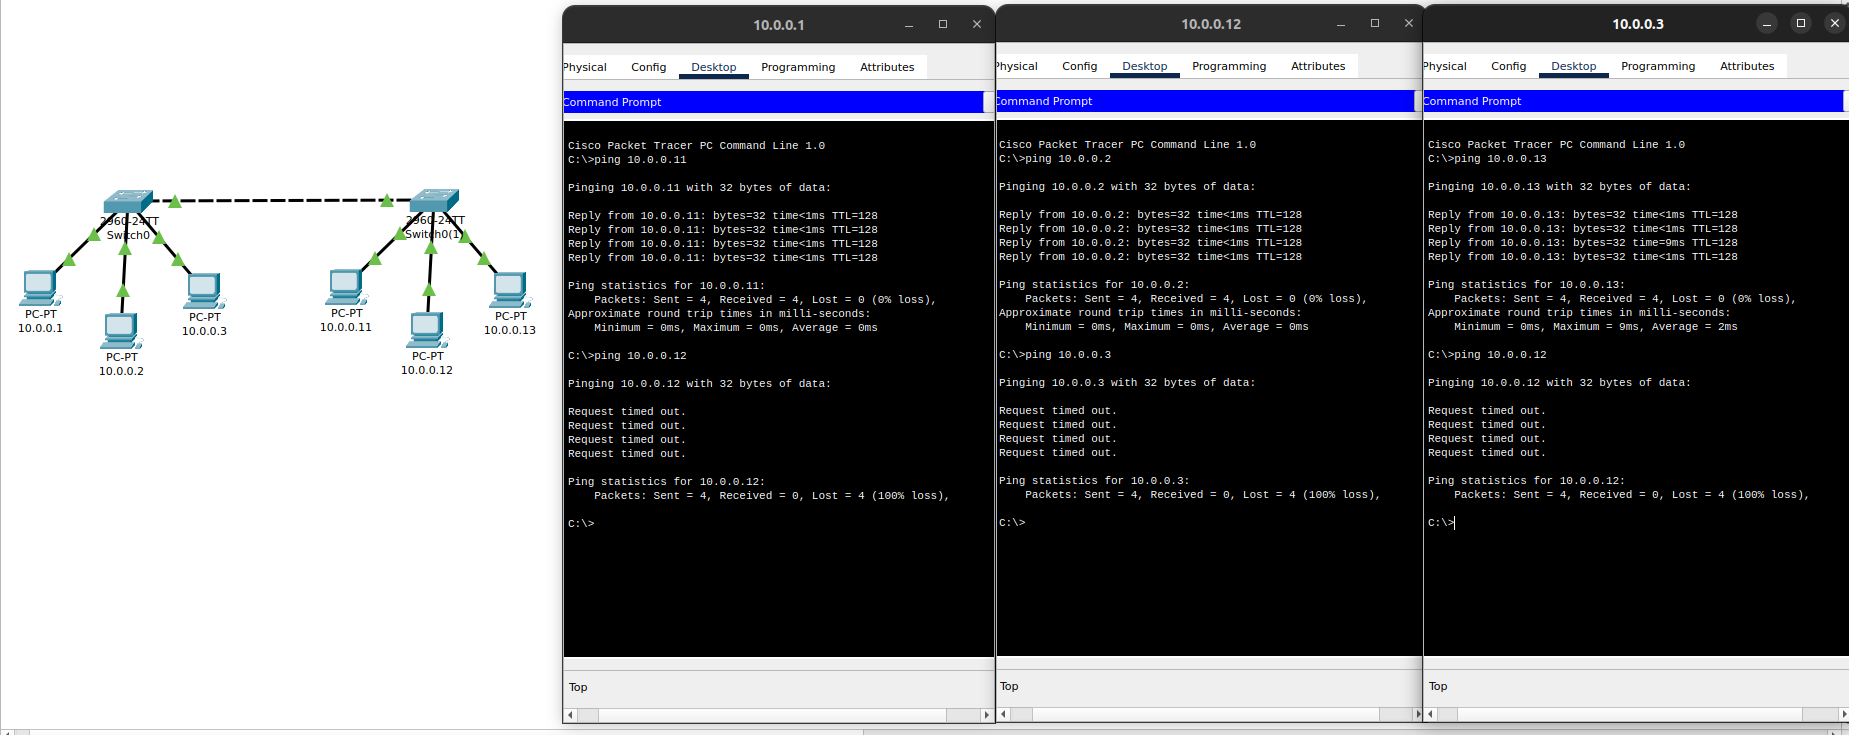 2960-24TT
Switch0
2960-24TT
Switch0(1)
PC-PT
10.0.0.1
PC-PT
10.0.0.2
PC-PT
10.0.0.3
PC-PT
10.0.0.11
PC-PT
10.0.0.12
PC-PT
10.0.0.13
10.0.0.1
Physical Config Desktop Programming Attributes
Command Prompt
Cisco Packet Tracer PC Command Line 1.0
C:\>ping 10.0.0.11
Pinging 10.0.0.11 with 32 bytes of data:
Reply from 10.0.0.11: bytes=32 time<1ms TTL=128
Reply from 10.0.0.11: bytes=32 time<1ms TTL=128
Reply from 10.0.0.11: bytes=32 time<1ms TTL=128
Reply from 10.0.0.11: bytes=32 time<1ms TTL=128
Ping statistics for 10.0.0.11:
Packets: Sent = 4, Received = 4, Lost = 0 (0% loss),
Approximate round trip times in milli-seconds:
Minimum = 0ms, Maximum = 0ms, Average = 0ms
C:\>ping 10.0.0.12
Pinging 10.0.0.12 with 32 bytes of data:
Request timed out.
Request timed out.
Request timed out.
Request timed out.
Ping statistics for 10.0.0.12:
Packets: Sent = 4, Received = 0, Lost = 4 (100% loss),
C:\>
Top
10.0.0.12
Physical Config Desktop Programming Attributes
Command Prompt
Cisco Packet Tracer PC Command Line 1.0
C:\>ping 10.0.0.2
Pinging 10.0.0.2 with 32 bytes of data:
Reply from 10.0.0.2: bytes=32 time<1ms TTL=128
Reply from 10.0.0.2: bytes=32 time<1ms TTL=128
Reply from 10.0.0.2: bytes=32 time<1ms TTL=128
Reply from 10.0.0.2: bytes=32 time<1ms TTL=128
Ping statistics for 10.0.0.2:
Packets: Sent = 4, Received = 4, Lost = 0 (0% loss),
Approximate round trip times in milli-seconds:
Minimum = 0ms, Maximum = 0ms, Average = 0ms
C:\>ping 10.0.0.3
Pinging 10.0.0.3 with 32 bytes of data:
Request timed out.
Request timed out.
Request timed out.
Request timed out.
Ping statistics for 10.0.0.3:
Packets: Sent = 4, Received = 0, Lost = 4 (100% loss),
C:\>
Top
10.0.0.3
Physical Config Desktop Programming Attributes
Command Prompt
Cisco Packet Tracer PC Command Line 1.0
C:\>ping 10.0.0.13
Pinging 10.0.0.13 with 32 bytes of data:
Reply from 10.0.0.13: bytes=32 time<1ms TTL=128
Reply from 10.0.0.13: bytes=32 time<1ms TTL=128
Reply from 10.0.0.13: bytes=32 time=9ms TTL=128
Reply from 10.0.0.13: bytes=32 time<1ms TTL=128
Ping statistics for 10.0.0.13:
Packets: Sent = 4, Received = 4, Lost = 0 (0% loss),
Approximate round trip times in milli-seconds:
Minimum = 0ms, Maximum = 9ms, Average = 2ms
C:\>ping 10.0.0.12
Pinging 10.0.0.12 with 32 bytes of data:
Request timed out.
Request timed out.
Request timed out.
Request timed out.
Ping statistics for 10.0.0.12:
Packets: Sent = 4, Received = 0, Lost = 4 (100% loss),
C:\>
Top